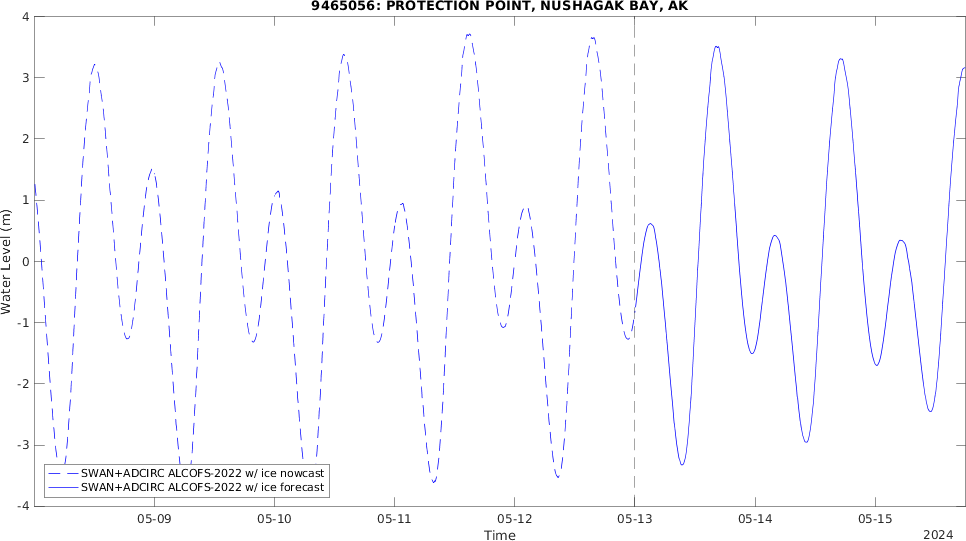 9465056: PROTECTION POINT, NUSHAGAK BAY, AK
4
3
2
1
0
-1
-2
-3
-4
Water Level (m)
SWAN+ADCIRC ALCOFS-2022 w/ ice nowcast
SWAN+ADCIRC ALCOFS-2022 w/ ice forecast
05-09 05-10 05-11 05-12 05-13 05-14 05-15
Time
2024